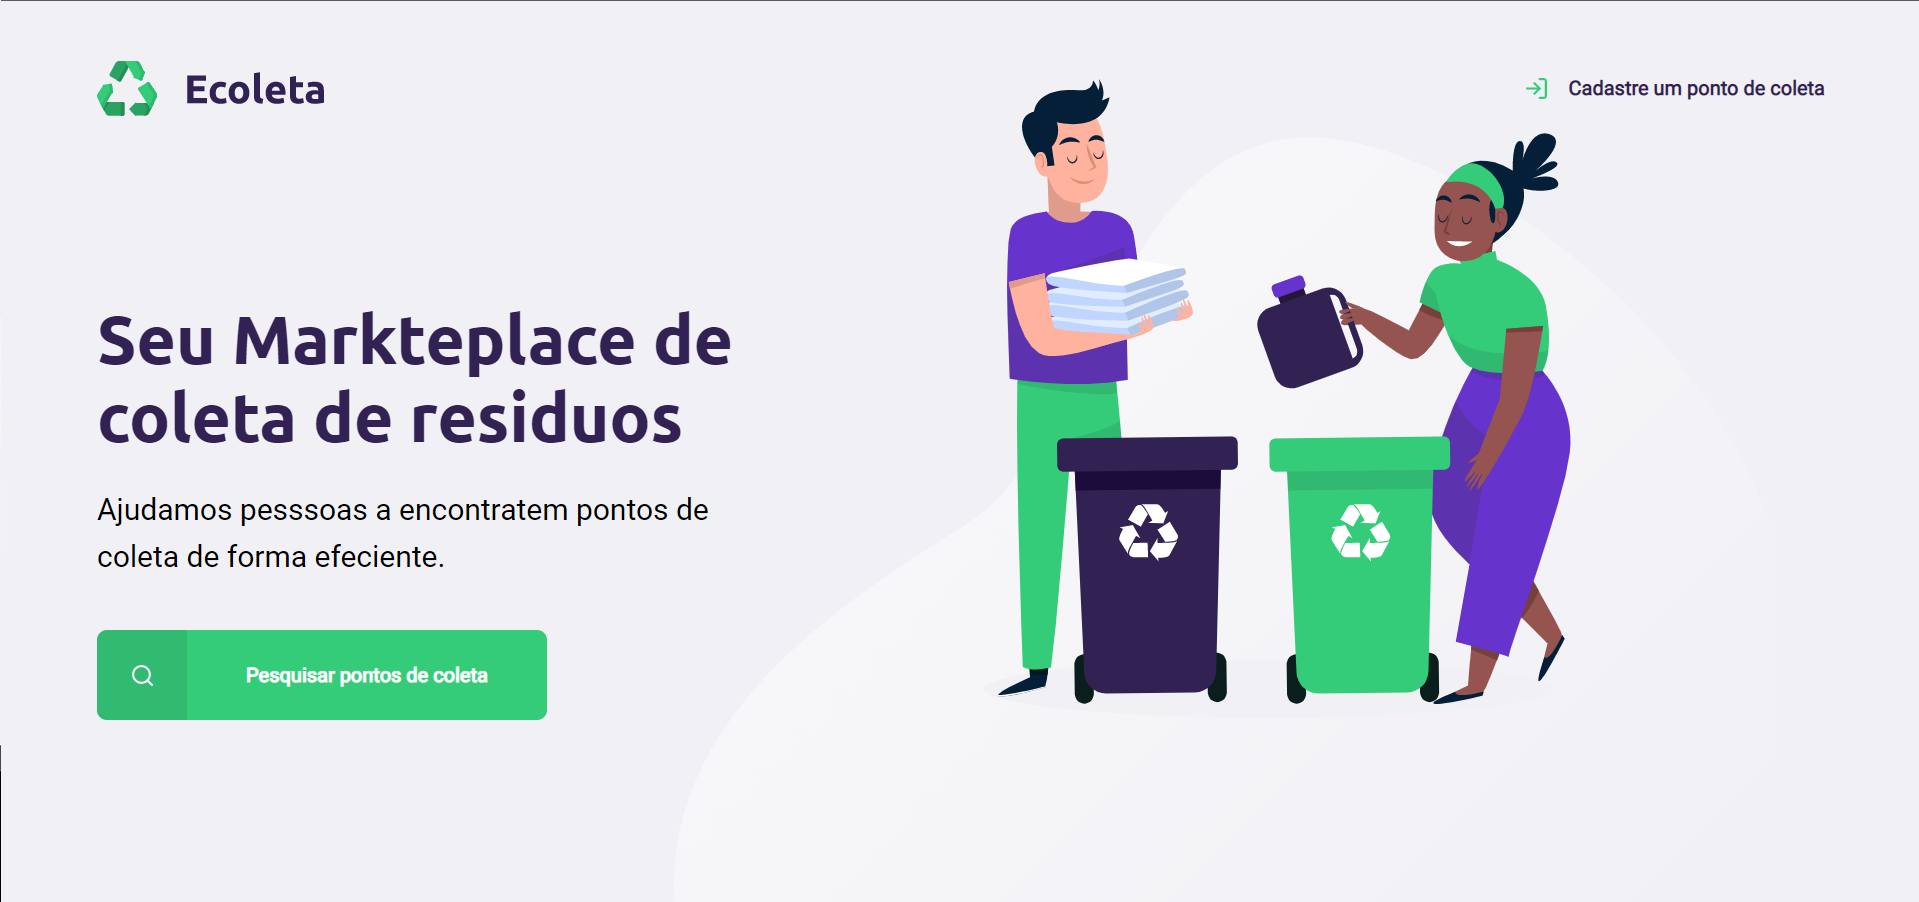 Ecoleta
Cadastre um ponto de coleta
Seu Markteplace de
coleta de residuos
Ajudamos pesssoas a encontratem pontos de
coleta de forma efeciente.
Pesquisar pontos de coleta